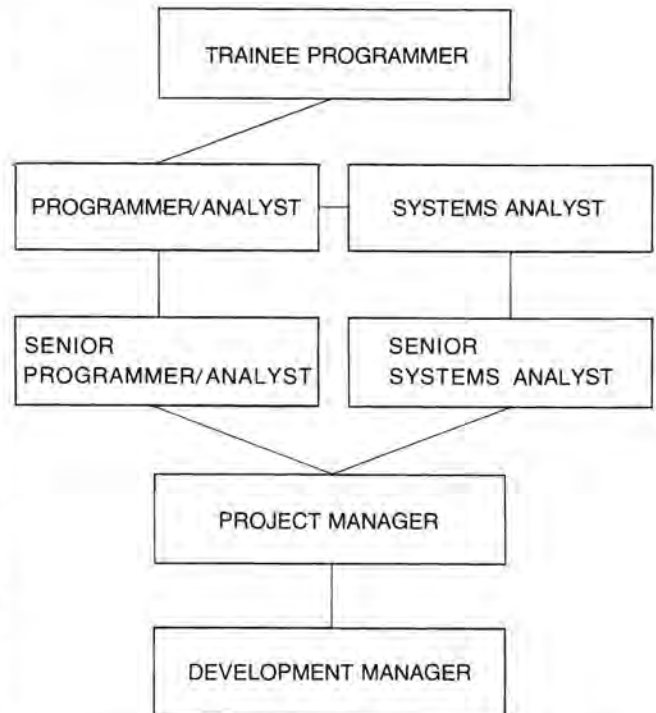 TRAINEE PROGRAMMER
PROGRAMMER/ANALYST
SYSTEMS ANALYST
SENIOR
PROGRAMMER/ANALYST
SENIOR
SYSTEMS ANALYST
PROJECT MANAGER
DEVELOPMENT MANAGER